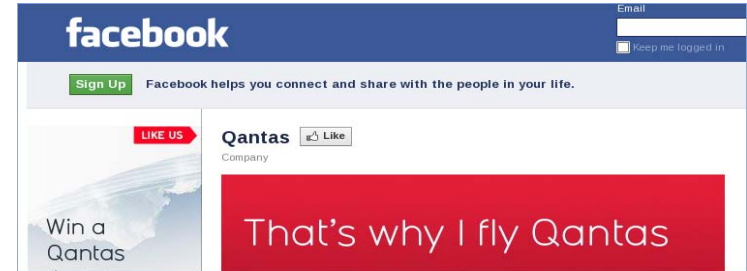 Email
facebook
Keep me logged in
Sign Up Facebook helps you connect and share with the people in your life.
LIKE US
Qantas Like
Company
Win a
Qantas
That's why I fly Qantas